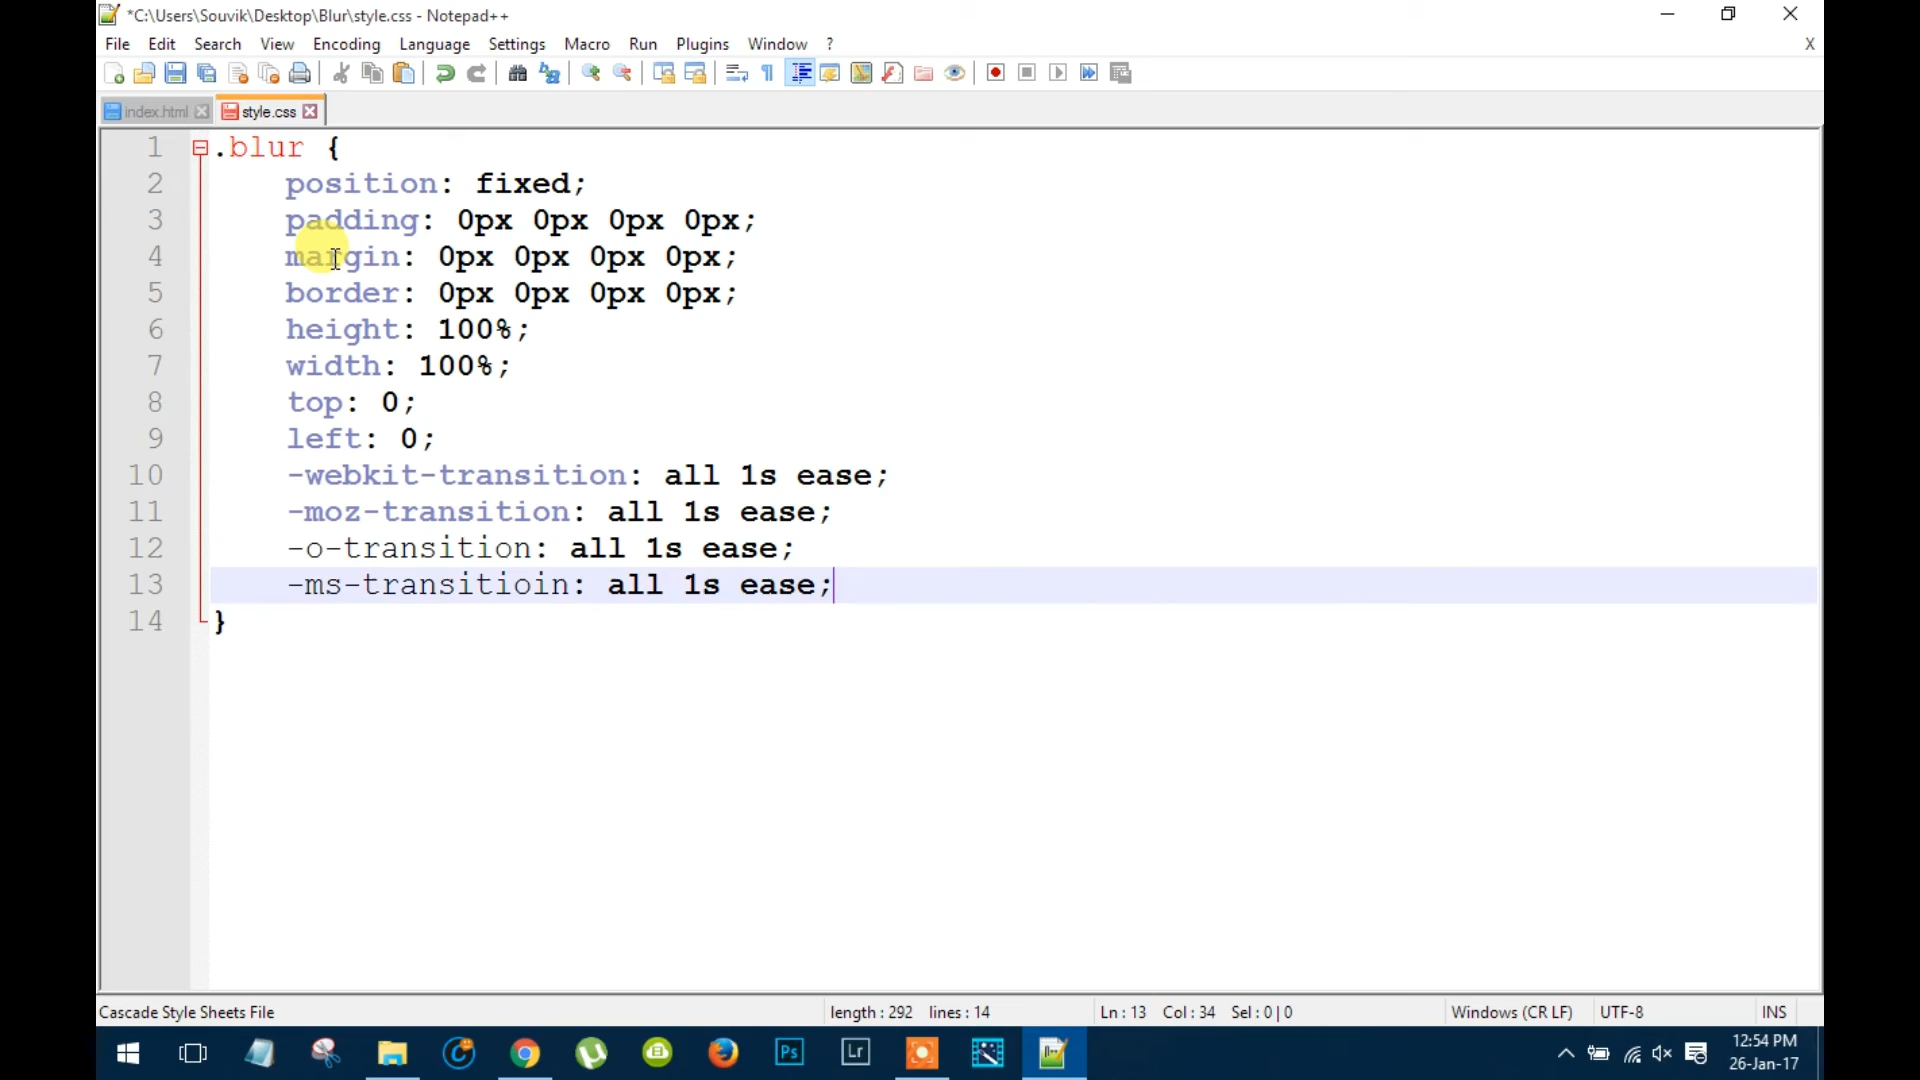 *C:\Users\Souvik\Desktop\Blur\style.css - Notepad++
File Edit Search View Encoding Language Settings Macro Run Plugins Window ? X
index.html style.css
1 .blur {
2 position: fixed;
3 padding: 0px 0px 0px 0px;
4 margin: 0px 0px 0px 0px;
5 border: 0px 0px 0px 0px;
6 height: 100%;
7 width: 100%;
8 top: 0;
9 left: 0;
10 -webkit-transition: all 1s ease;
11 -moz-transition: all 1s ease;
12 -o-transition: all 1s ease;
13 -ms-transitioin: all 1s ease;
14 }
Cascade Style Sheets File length : 292 lines : 14 Ln : 13 Col : 34 Sel : 0 | 0 Windows (CR LF) UTF-8 INS
Ps Lr 12:54 PM
26-Jan-17